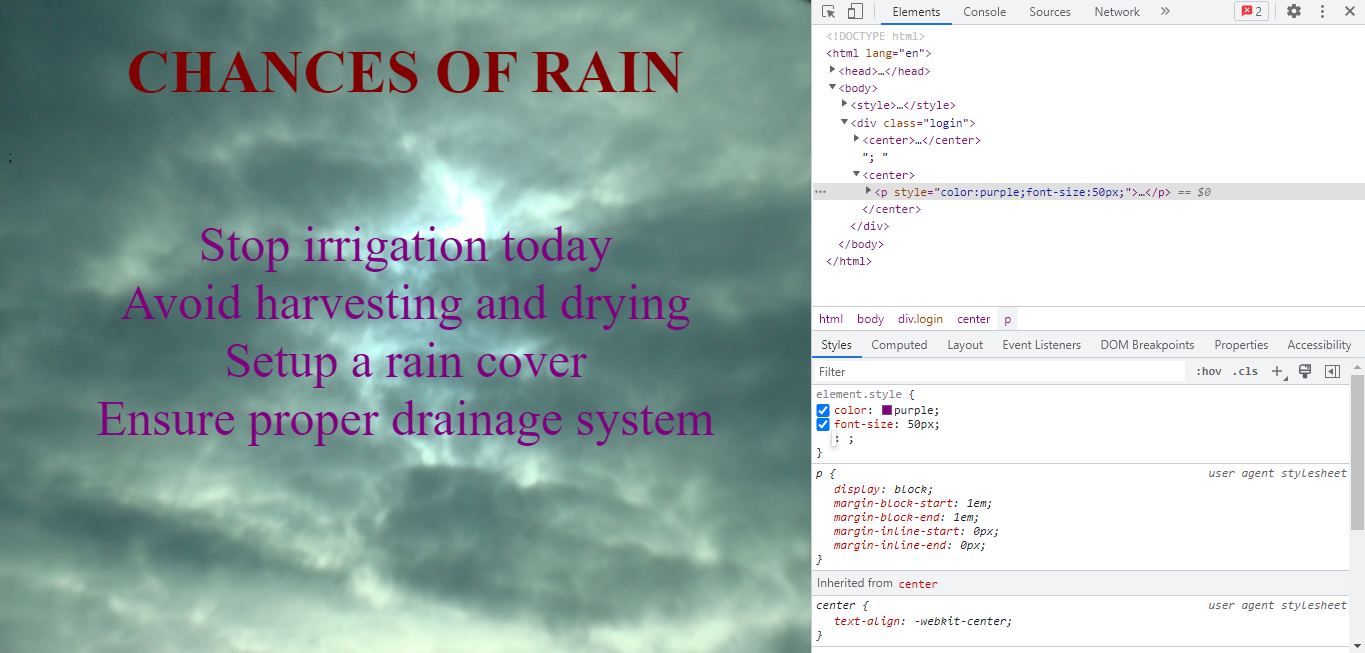 CHANCES OF RAIN
;
Stop irrigation today
Avoid harvesting and drying
Setup a rain cover
Ensure proper drainage system
Elements Console Sources Network » 2
<!DOCTYPE html>
<html lang="en">
<head>…</head>
<body>
<style>…</style>
<div class="login">
<center>…</center>
"; "
<center>
<p style="color:purple;font-size:50px;">…</p> == $0
</center>
</div>
</body>
</html>
html body div.login center p
Styles Computed Layout Event Listeners DOM Breakpoints Properties Accessibility
Filter :hov .cls +
element.style {
color: purple;
font-size: 50px;
: ;
}
p { user agent stylesheet
display: block;
margin-block-start: 1em;
margin-block-end: 1em;
margin-inline-start: 0px;
margin-inline-end: 0px;
}
Inherited from center
center { user agent stylesheet
text-align: -webkit-center;
}